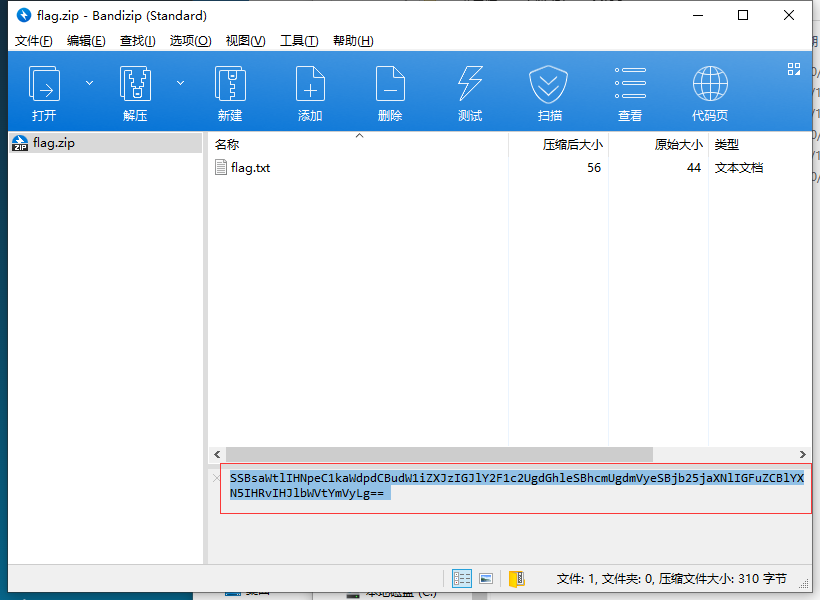 flag.zip - Bandizip (Standard)
文件(F) 编辑(E) 查找(I) 选项(O) 视图(V) 工具(T) 帮助(H)
打开 解压 新建 添加 删除 测试 扫描 查看 代码页
flag.zip
名称 压缩后大小 原始大小 类型
flag.txt 56 44 文本文档
SSBsaWtlIHNpeC1kaWdpdCBudW1iZXJzIGJlY2F1c2UgdGhleSBhcmUgdmVyeSBjb25jaXNlIGFuZCBlYX
N5IHRvIHJlbWVtYmVyLg==
文件: 1, 文件夹: 0, 压缩文件大小: 310 字节